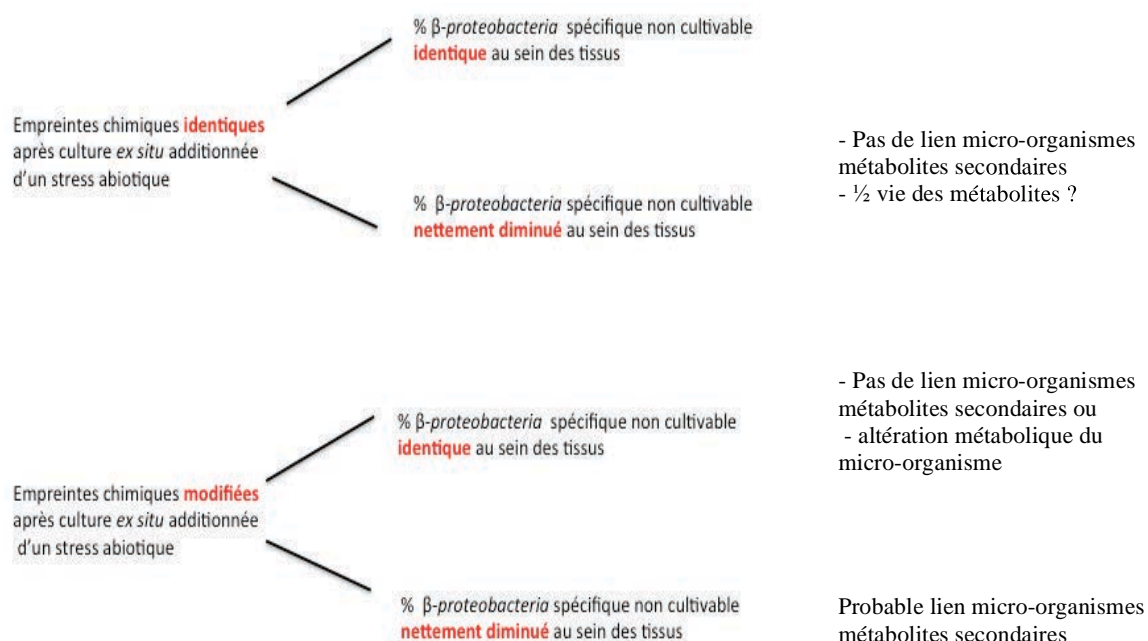 % β-proteobacteria spécifique non cultivable
identique au sein des tissus
Empreintes chimiques identiques
après culture ex situ additionnée
d'un stress abiotique
- Pas de lien micro-organismes
métabolites secondaires
- ½ vie des métabolites ?
% β-proteobacteria spécifique non cultivable
nettement diminué au sein des tissus
- Pas de lien micro-organismes
métabolites secondaires ou
- altération métabolique du
micro-organisme
% β-proteobacteria spécifique non cultivable
identique au sein des tissus
Empreintes chimiques modifiées
après culture ex situ additionnée
d'un stress abiotique
% β-proteobacteria spécifique non cultivable
nettement diminué au sein des tissus
Probable lien micro-organismes
métabolites secondaires